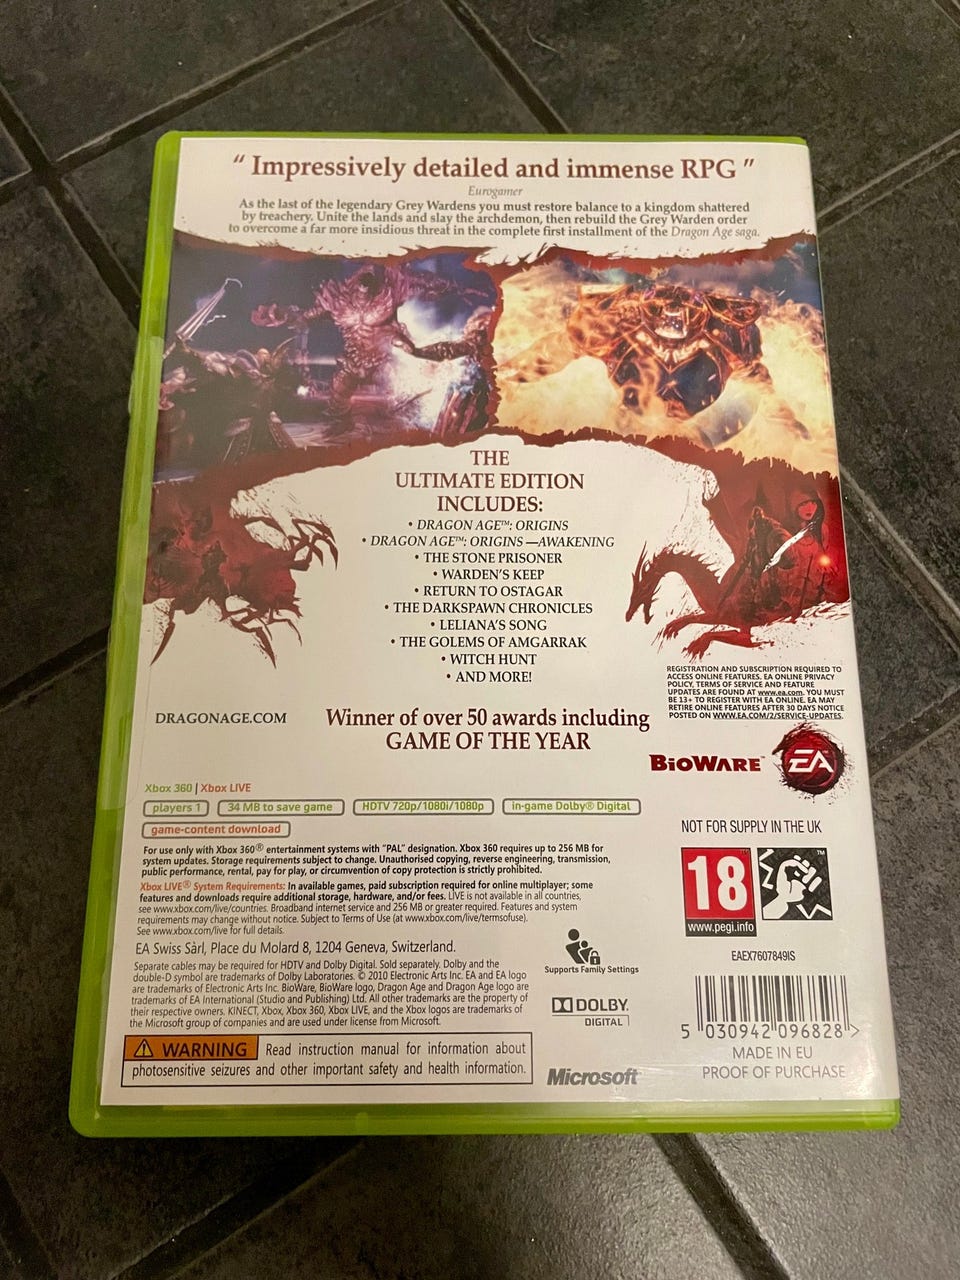 “ Impressively detailed and immense RPG ”
Eurogamer
As the last of the legendary Grey Wardens you must restore balance to a kingdom shattered
by treachery. Unite the lands and slay the archdemon, then rebuild the Grey Warden order
to overcome a far more insidious threat in the complete first installment of the Dragon Age saga.
THE
ULTIMATE EDITION
INCLUDES:
• DRAGON AGE™: ORIGINS
• DRAGON AGE™: ORIGINS —AWAKENING
• THE STONE PRISONER
• WARDEN'S KEEP
• RETURN TO OSTAGAR
• THE DARKSPAWN CHRONICLES
• LELIANA'S SONG
• THE GOLEMS OF AMGARRAK
• WITCH HUNT
• AND MORE!
REGISTRATION AND SUBSCRIPTION REQUIRED TO
ACCESS ONLINE FEATURES. EA ONLINE PRIVACY
POLICY, TERMS OF SERVICE AND FEATURE
UPDATES ARE FOUND AT www.ea.com. YOU MUST
BE 13+ TO REGISTER WITH EA ONLINE. EA MAY
RETIRE ONLINE FEATURES AFTER 30 DAYS NOTICE
POSTED ON WWW.EA.COM/2/SERVICE-UPDATES.
DRAGONAGE.COM
Winner of over 50 awards including
GAME OF THE YEAR
BIOWARE™
EA
Xbox 360 | Xbox LIVE
players 1
34 MB to save game
HDTV 720p/1080i/1080p
in-game Dolby® Digital
game-content download
NOT FOR SUPPLY IN THE UK
For use only with Xbox 360® entertainment systems with "PAL" designation. Xbox 360 requires up to 256 MB for
system updates. Storage requirements subject to change. Unauthorised copying, reverse engineering, transmission,
public performance, rental, pay for play, or circumvention of copy protection is strictly prohibited.
Xbox LIVE® System Requirements: In available games, paid subscription required for online multiplayer; some
features and downloads require additional storage, hardware, and/or fees. LIVE is not available in all countries,
see www.xbox.com/live/countries. Broadband internet service and 256 MB or greater required. Features and system
requirements may change without notice. Subject to Terms of Use (at www.xbox.com/live/termsofuse).
See www.xbox.com/live for full details.
18
www.pegi.info
™
EA Swiss Sàrl, Place du Molard 8, 1204 Geneva, Switzerland.
Separate cables may be required for HDTV and Dolby Digital. Sold separately. Dolby and the
double-D symbol are trademarks of Dolby Laboratories. © 2010 Electronic Arts Inc. EA and EA logo
are trademarks of Electronic Arts Inc. BioWare, BioWare logo, Dragon Age and Dragon Age logo are
trademarks of EA International (Studio and Publishing) Ltd. All other trademarks are the property of
their respective owners. KINECT, Xbox, Xbox 360, Xbox LIVE, and the Xbox logos are trademarks of
the Microsoft group of companies and are used under license from Microsoft.
Supports Family Settings
EAEX7607849IS
DOLBY.
DIGITAL
5 030942 096828 >
MADE IN EU
PROOF OF PURCHASE
WARNING Read instruction manual for information about
photosensitive seizures and other important safety and health information.
Microsoft